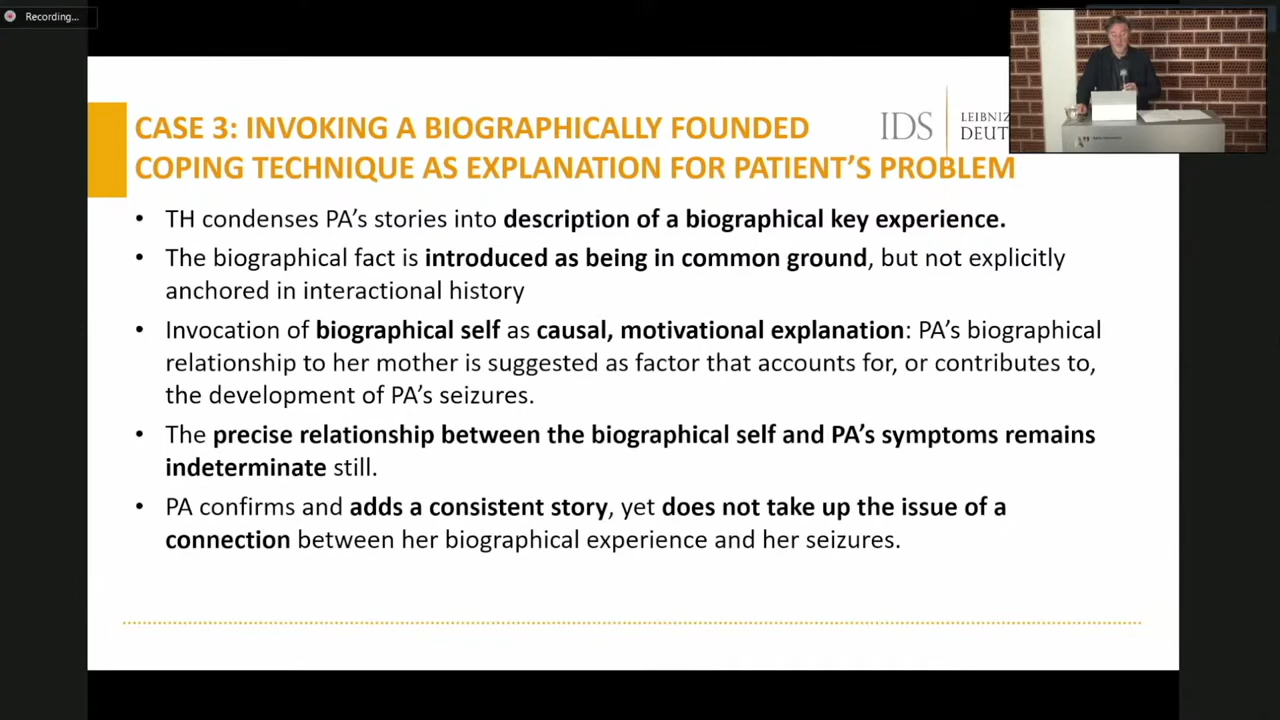 Recording...
CASE 3: INVOKING A BIOGRAPHICALLY FOUNDED
COPING TECHNIQUE AS EXPLANATION FOR PATIENT’S PROBLEM
IDS
LEIBNIZ
DEUT
• TH condenses PA’s stories into description of a biographical key experience.
• The biographical fact is introduced as being in common ground, but not explicitly
anchored in interactional history
• Invocation of biographical self as causal, motivational explanation: PA’s biographical
relationship to her mother is suggested as factor that accounts for, or contributes to,
the development of PA’s seizures.
• The precise relationship between the biographical self and PA’s symptoms remains
indeterminate still.
• PA confirms and adds a consistent story, yet does not take up the issue of a
connection between her biographical experience and her seizures.